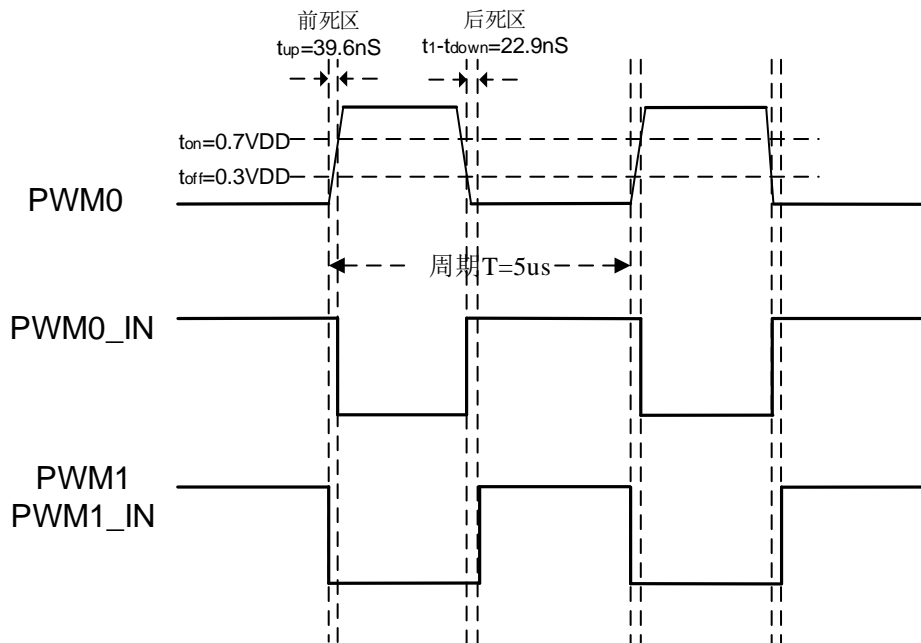 前死区
tup=39.6nS
后死区
t1-tdown=22.9nS
ton=0.7VDD
toff=0.3VDD
PWM0
周期T=5us
PWM0_IN
PWM1
PWM1_IN